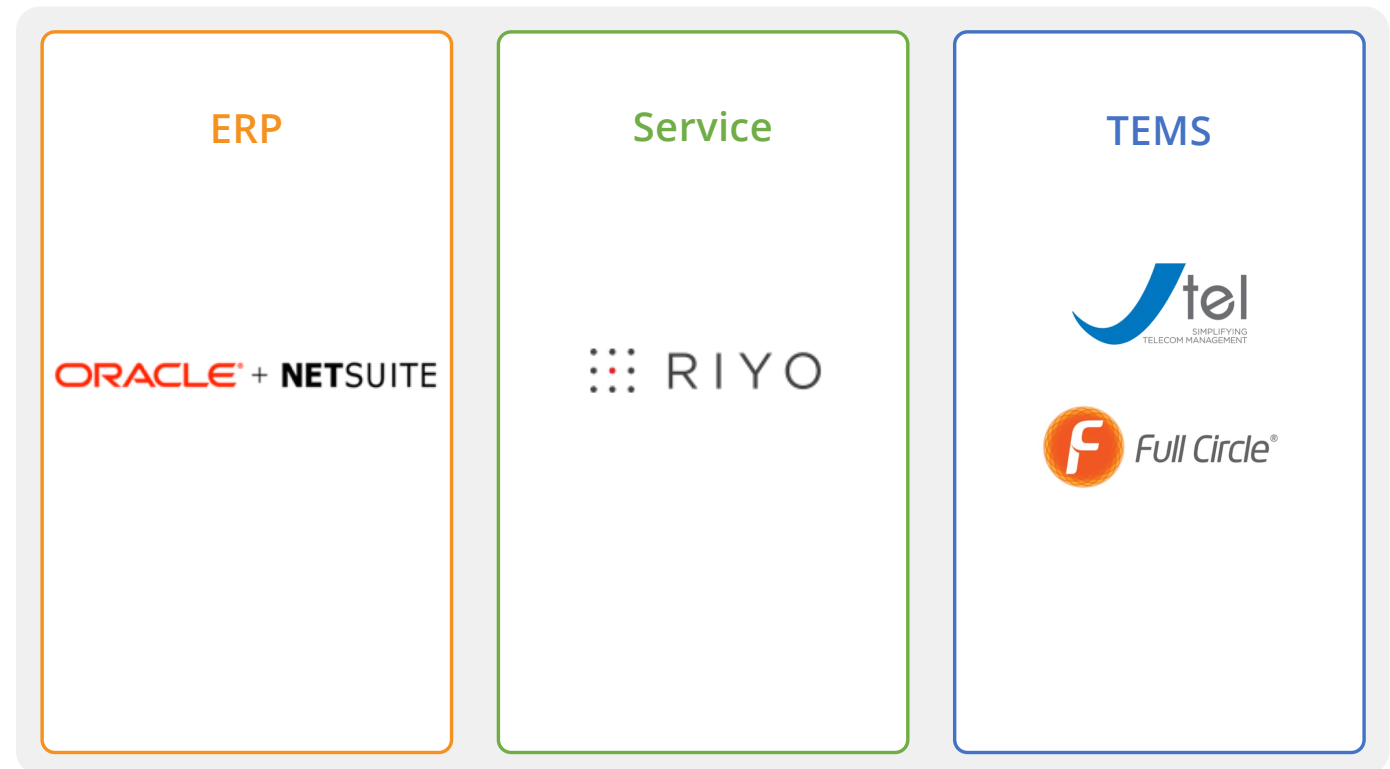 ERP
ORACLE® + NETSUITE
Service
RIYO
TEMS
tel
SIMPLIFYING
TELECOM MANAGEMENT
F
Full Circle®